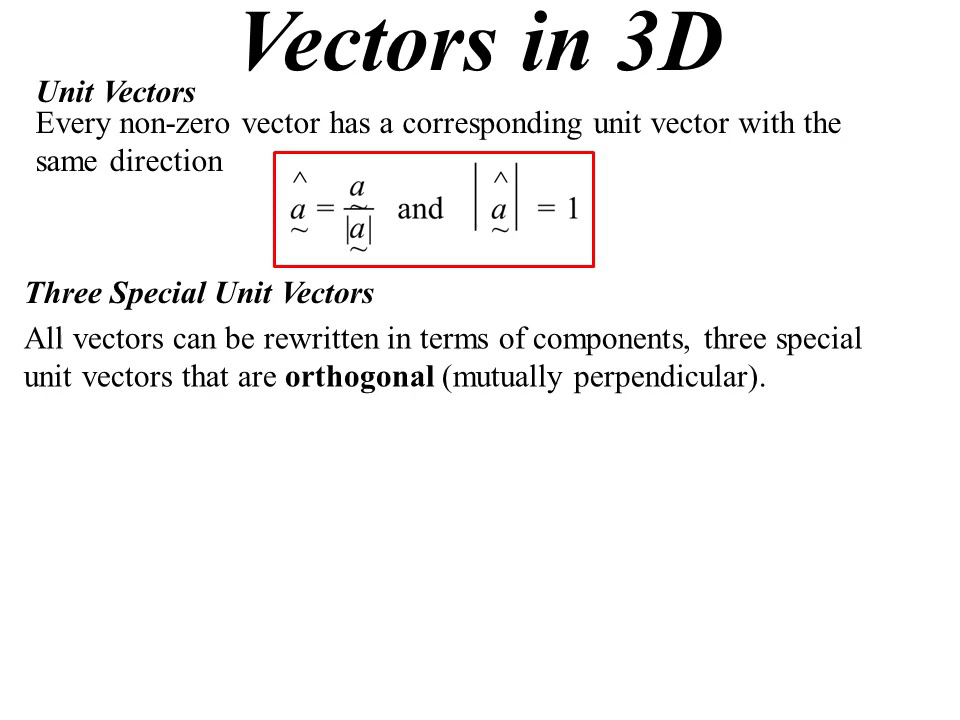 Vectors in 3D
Unit Vectors
Every non-zero vector has a corresponding unit vector with the
same direction
^ a ~ = a ~ / |a ~| and | ^ a ~ | = 1
Three Special Unit Vectors
All vectors can be rewritten in terms of components, three special
unit vectors that are orthogonal (mutually perpendicular).